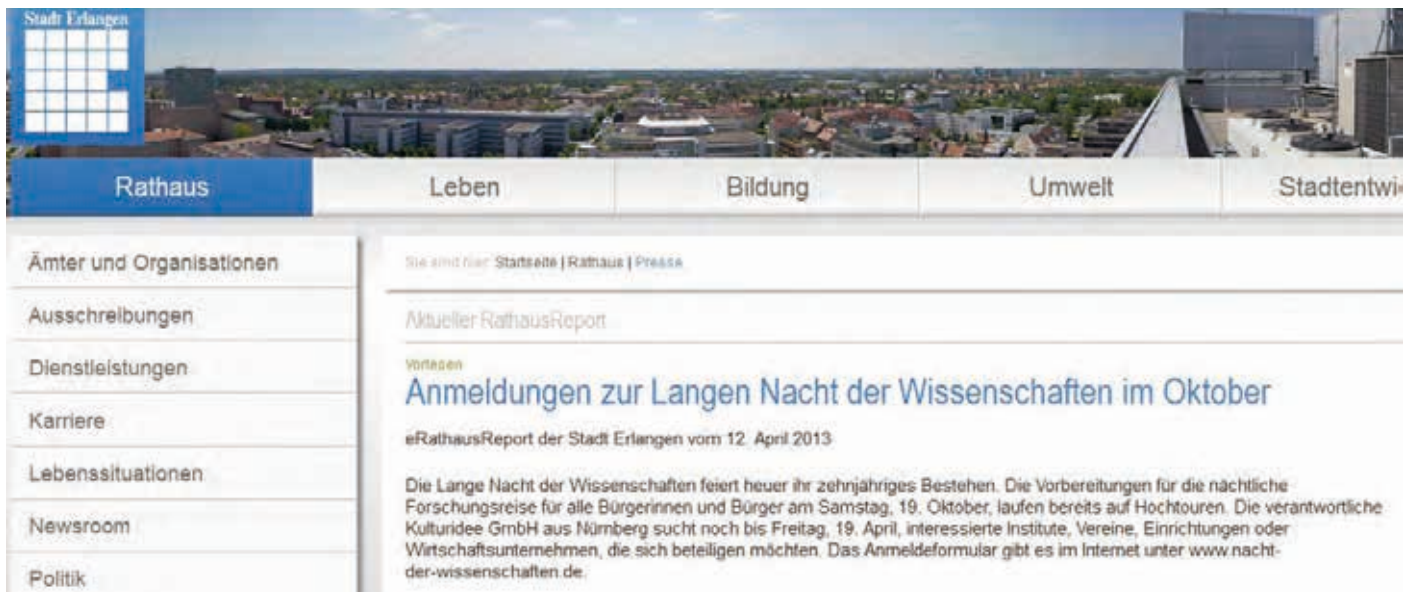 Stadt Erlangen
Rathaus
Leben
Bildung
Umwelt
Stadtentwi
Ämter und Organisationen
Ausschreibungen
Dienstleistungen
Karriere
Lebenssituationen
Newsroom
Politik
Sie sind hier: Startseite | Rathaus | Presse
Aktueller RathausReport
Vorlesen
Anmeldungen zur Langen Nacht der Wissenschaften im Oktober
eRathausReport der Stadt Erlangen vom 12. April 2013
Die Lange Nacht der Wissenschaften feiert heuer ihr zehnjähriges Bestehen. Die Vorbereitungen für die nächtliche
Forschungsreise für alle Bürgerinnen und Bürger am Samstag, 19. Oktober, laufen bereits auf Hochtouren. Die verantwortliche
Kulturidee GmbH aus Nürnberg sucht noch bis Freitag, 19. April, interessierte Institute, Vereine, Einrichtungen oder
Wirtschaftsunternehmen, die sich beteiligen möchten. Das Anmeldeformular gibt es im Internet unter www.nacht-
der-wissenschaften.de.